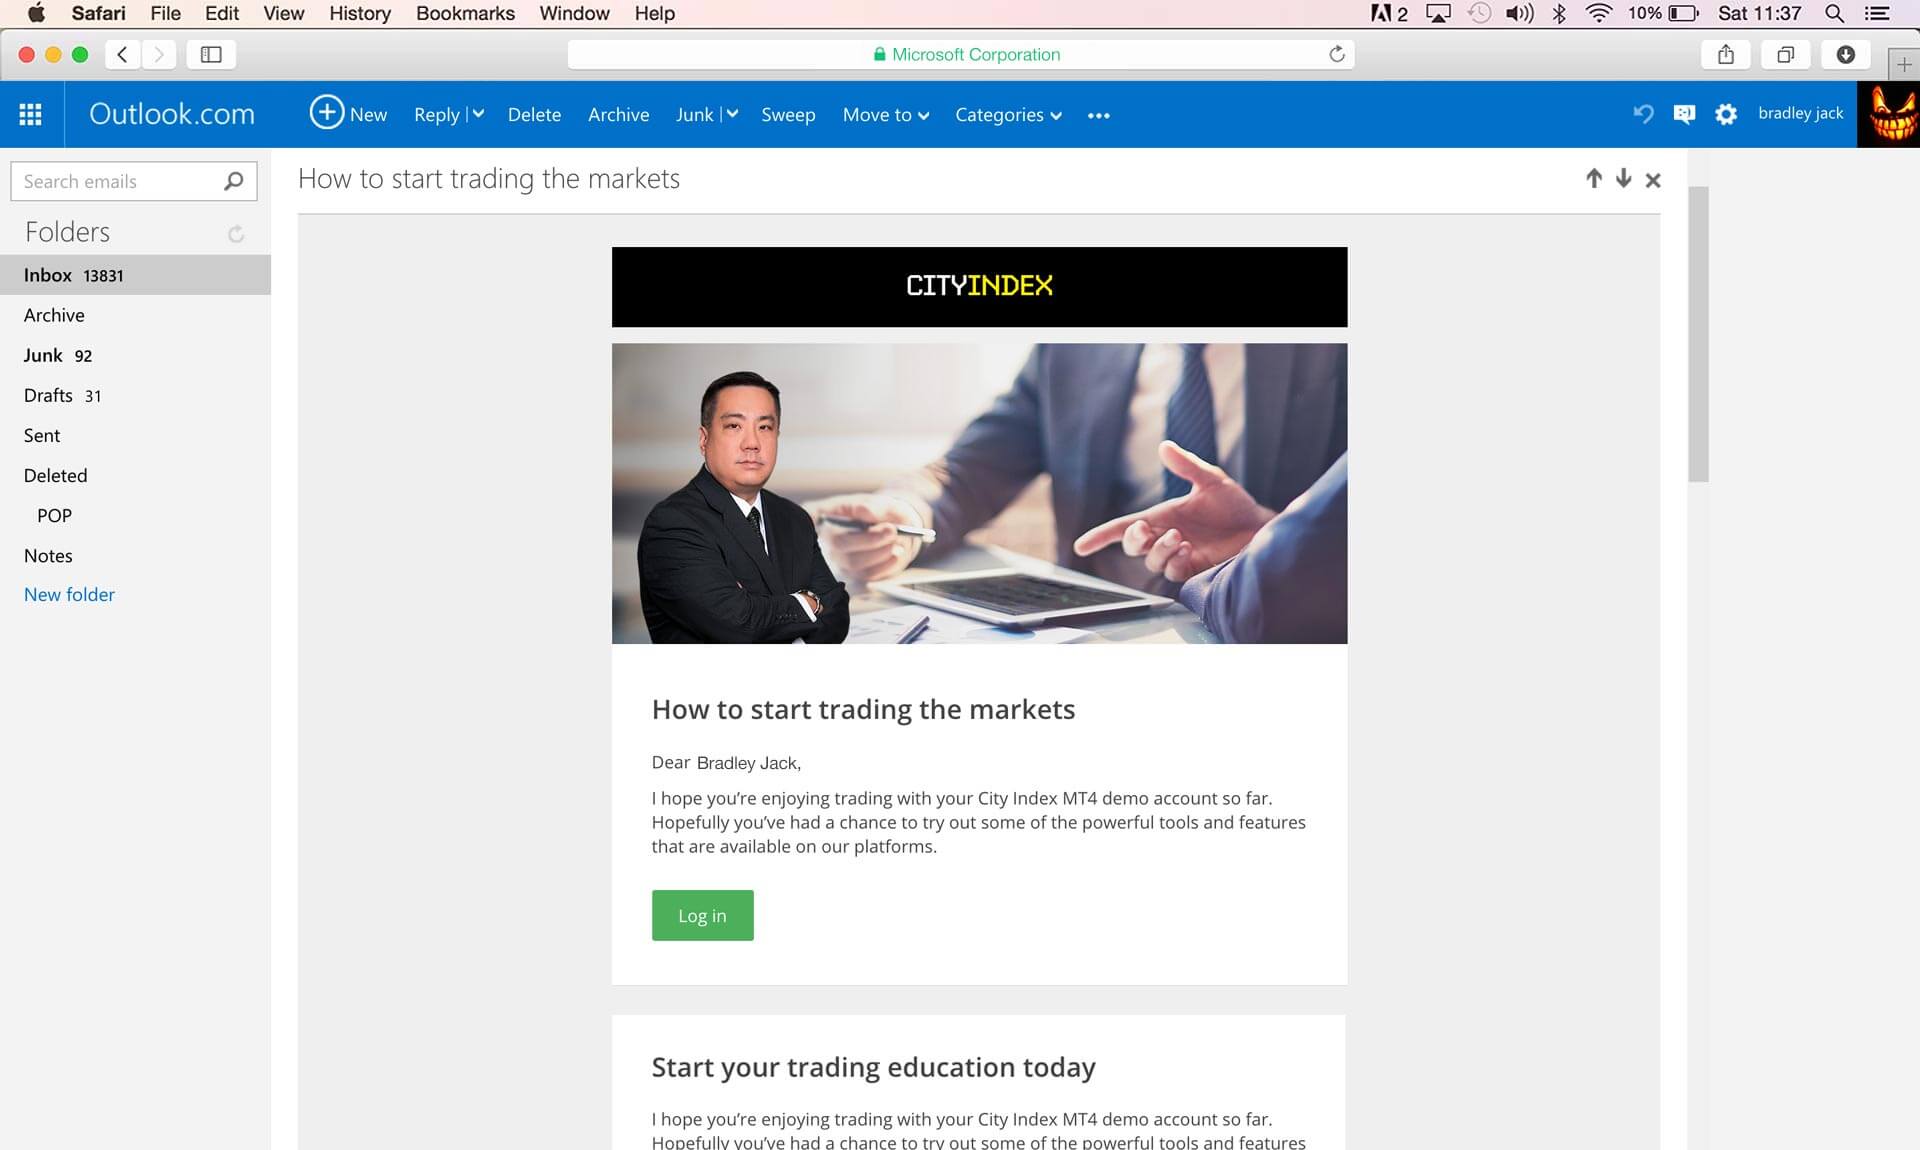 Safari File Edit View History Bookmarks Window Help 2 10% Sat 11:37
Microsoft Corporation
Outlook.com New Reply Delete Archive Junk Sweep Move to Categories bradley jack
Search emails
Folders
Inbox 13831
Archive
Junk 92
Drafts 31
Sent
Deleted
POP
Notes
New folder
How to start trading the markets
CITYINDEX
How to start trading the markets
Dear Bradley Jack,
I hope you're enjoying trading with your City Index MT4 demo account so far.
Hopefully you've had a chance to try out some of the powerful tools and features
that are available on our platforms.
Log in
Start your trading education today
I hope you're enjoying trading with your City Index MT4 demo account so far.
Hopefully you've had a chance to try out some of the powerful tools and features